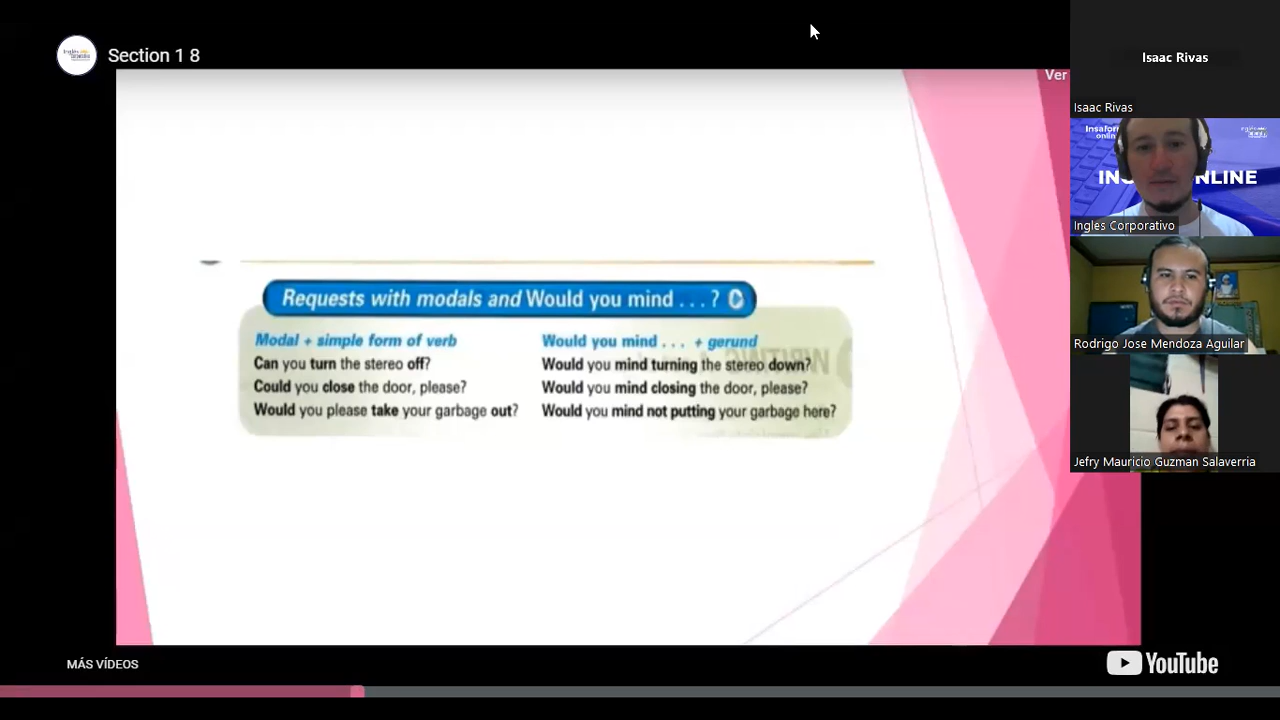 Section 1 8
Ver
Requests with modals and Would you mind . . . ?
Modal + simple form of verb
Can you turn the stereo off?
Could you close the door, please?
Would you please take your garbage out?
Would you mind . . . + gerund
Would you mind turning the stereo down?
Would you mind closing the door, please?
Would you mind not putting your garbage here?
MÁS VÍDEOS
YouTube
Isaac Rivas
Isaac Rivas
Ingles Corporativo
Rodrigo Jose Mendoza Aguilar
Jefry Mauricio Guzman Salaverria